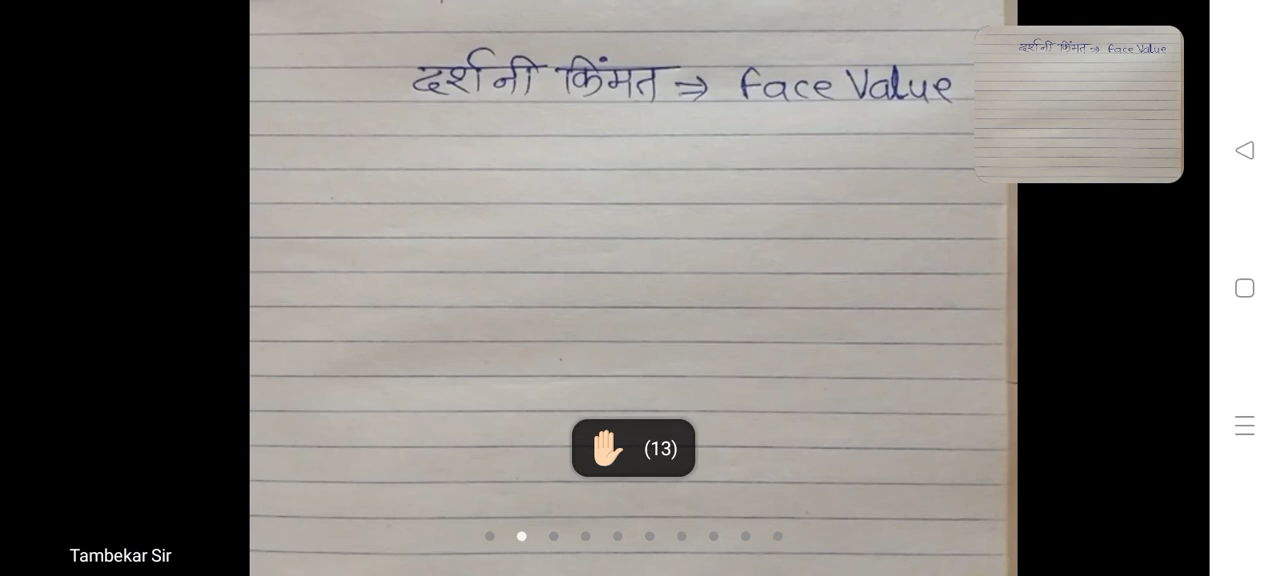 दर्शनी किंमत ⇒ Face Value
दर्शनी किंमत ⇒ Face Value
(13)
Tambekar Sir